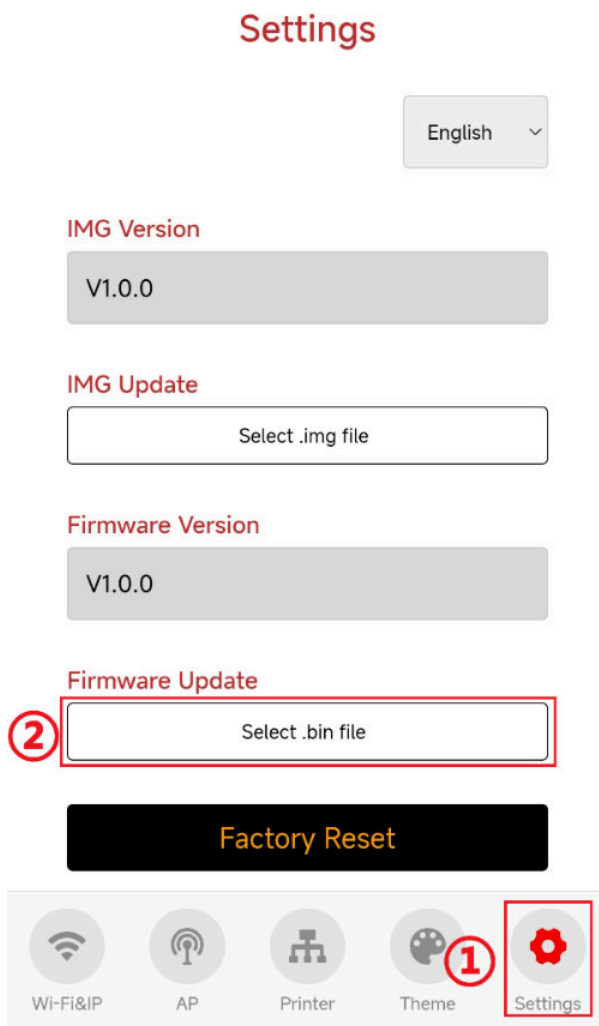 Settings
English
IMG Version
V1.0.0
IMG Update
Select .img file
Firmware Version
V1.0.0
Firmware Update
② Select .bin file
Factory Reset
①
Wi-Fi&IP AP Printer Theme Settings